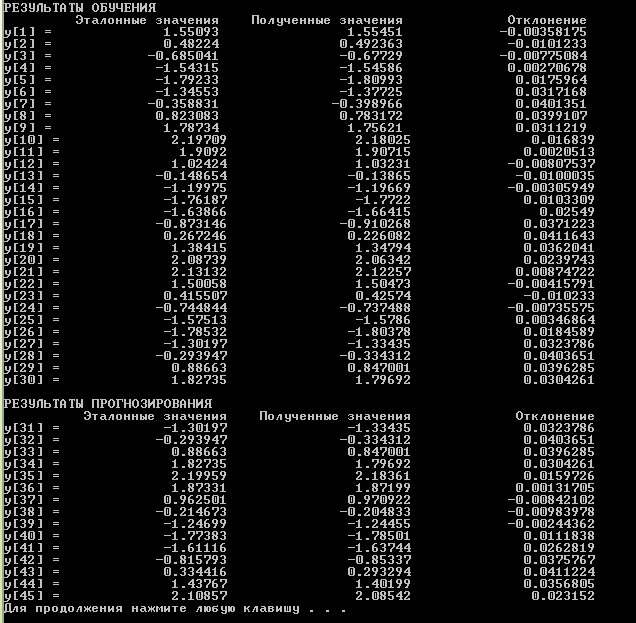 РЕЗУЛЬТАТЫ ОБУЧЕНИЯ
Эталонные значения Полученные значения Отклонение
y[1] = 1.55093 1.55451 -0.00358175
y[2] = 0.48224 0.492363 -0.0101233
y[3] = -0.685041 -0.67729 -0.00775084
y[4] = -1.54315 -1.54586 0.00270678
y[5] = -1.79233 -1.80993 0.0175964
y[6] = -1.34553 -1.37725 0.0317168
y[7] = -0.358831 -0.398966 0.0401351
y[8] = 0.823083 0.783172 0.0399107
y[9] = 1.78734 1.75621 0.0311219
y[10] = 2.19709 2.18025 0.016839
y[11] = 1.9092 1.90715 0.0020513
y[12] = 1.02424 1.03231 -0.00807537
y[13] = -0.148654 -0.13865 -0.0100035
y[14] = -1.19975 -1.19669 -0.00305949
y[15] = -1.76187 -1.7722 0.0103309
y[16] = -1.63866 -1.66415 0.02549
y[17] = -0.873146 -0.910268 0.0371223
y[18] = 0.267246 0.226082 0.0411643
y[19] = 1.38415 1.34794 0.0362041
y[20] = 2.08739 2.06342 0.0239743
y[21] = 2.13132 2.12257 0.00874722
y[22] = 1.50058 1.50473 -0.00415791
y[23] = 0.415507 0.42574 -0.010233
y[24] = -0.744844 -0.737488 -0.00735575
y[25] = -1.57513 -1.5786 0.00346864
y[26] = -1.78532 -1.80378 0.0184589
y[27] = -1.30197 -1.33435 0.0323786
y[28] = -0.293947 -0.334312 0.0403651
y[29] = 0.88663 0.847001 0.0396285
y[30] = 1.82735 1.79692 0.0304261
РЕЗУЛЬТАТЫ ПРОГНОЗИРОВАНИЯ
Эталонные значения Полученные значения Отклонение
y[31] = -1.30197 -1.33435 0.0323786
y[32] = -0.293947 -0.334312 0.0403651
y[33] = 0.88663 0.847001 0.0396285
y[34] = 1.82735 1.79692 0.0304261
y[35] = 2.19959 2.18361 0.0159726
y[36] = 1.87331 1.87199 0.00131705
y[37] = 0.962501 0.970922 -0.00842102
y[38] = -0.214673 -0.204833 -0.00983978
y[39] = -1.24699 -1.24455 -0.00244362
y[40] = -1.77383 -1.78501 0.0111838
y[41] = -1.61116 -1.63744 0.0262819
y[42] = -0.815793 -0.85337 0.0375767
y[43] = 0.334416 0.293294 0.0411224
y[44] = 1.43767 1.40199 0.0356805
y[45] = 2.10857 2.08542 0.023152
Для продолжения нажмите любую клавишу . . .